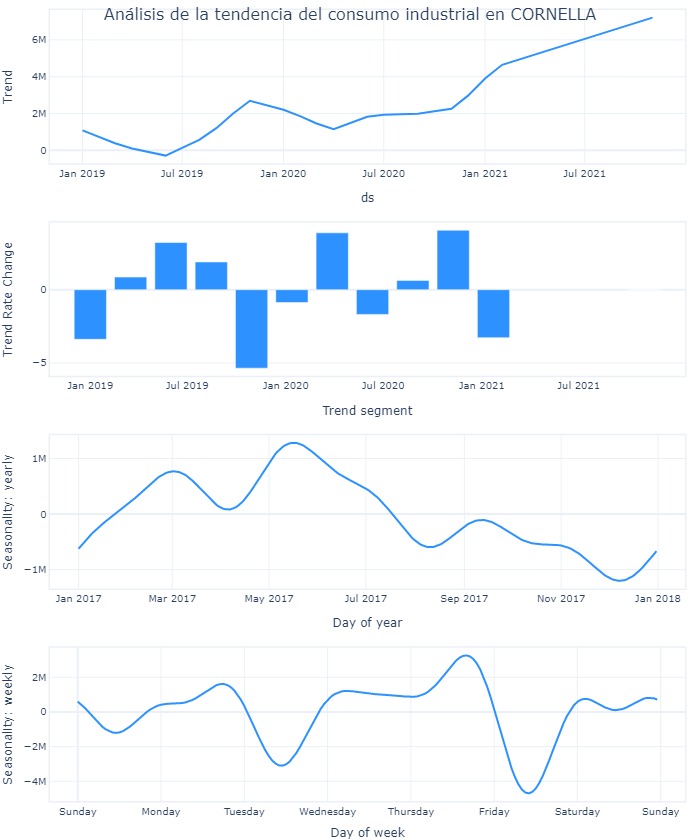 Análisis de la tendencia del consumo industrial en CORNELLA
Trend
6M
4M
2M
0
Jan 2019 Jul 2019 Jan 2020 Jul 2020 Jan 2021 Jul 2021
ds
Trend Rate Change
0
−5
Jan 2019 Jul 2019 Jan 2020 Jul 2020 Jan 2021 Jul 2021
Trend segment
Seasonality: yearly
1M
0
−1M
Jan 2017 Mar 2017 May 2017 Jul 2017 Sep 2017 Nov 2017 Jan 2018
Day of year
Seasonality: weekly
2M
0
−2M
−4M
Sunday Monday Tuesday Wednesday Thursday Friday Saturday Sunday
Day of week